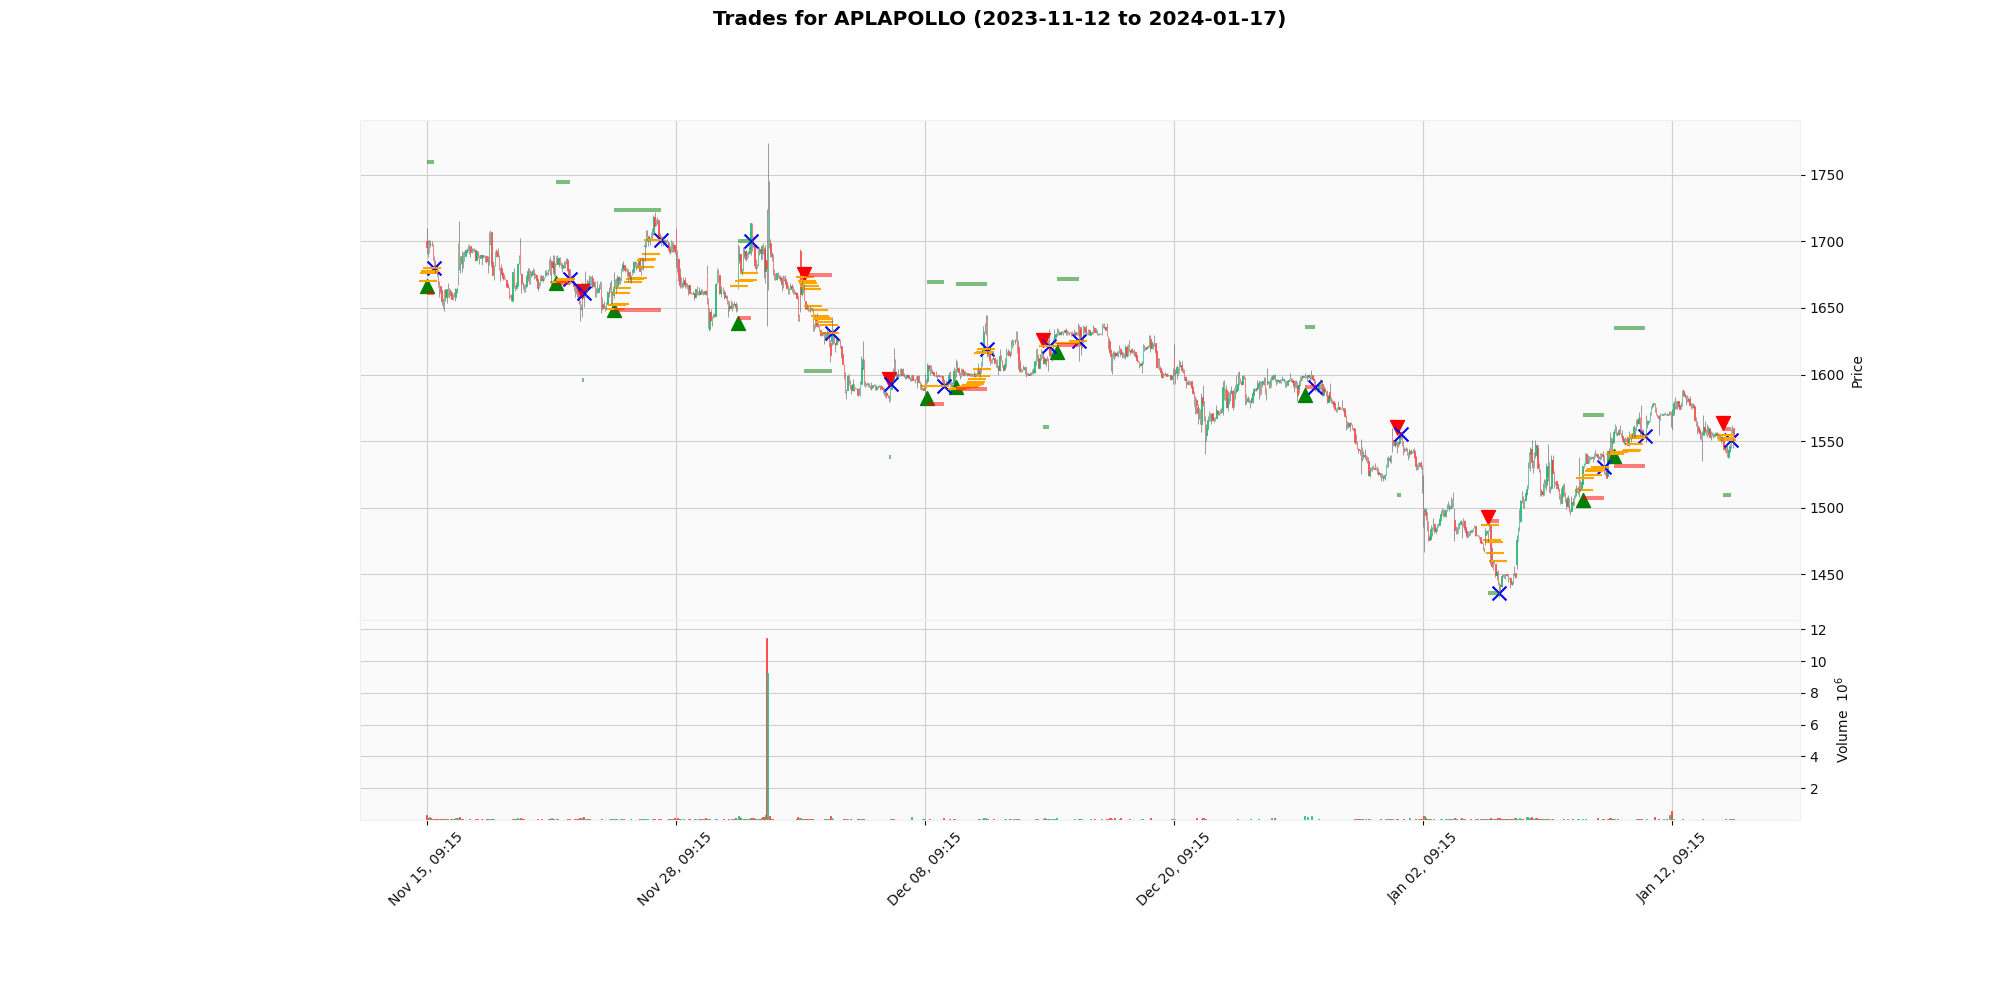 Trades for APLAPOLLO (2023-11-12 to 2024-01-17)
1750
1700
1650
1600
1550
1500
1450
Price
12
10
8
6
4
2
Volume 10⁶
Nov 15, 09:15
Nov 28, 09:15
Dec 08, 09:15
Dec 20, 09:15
Jan 02, 09:15
Jan 12, 09:15